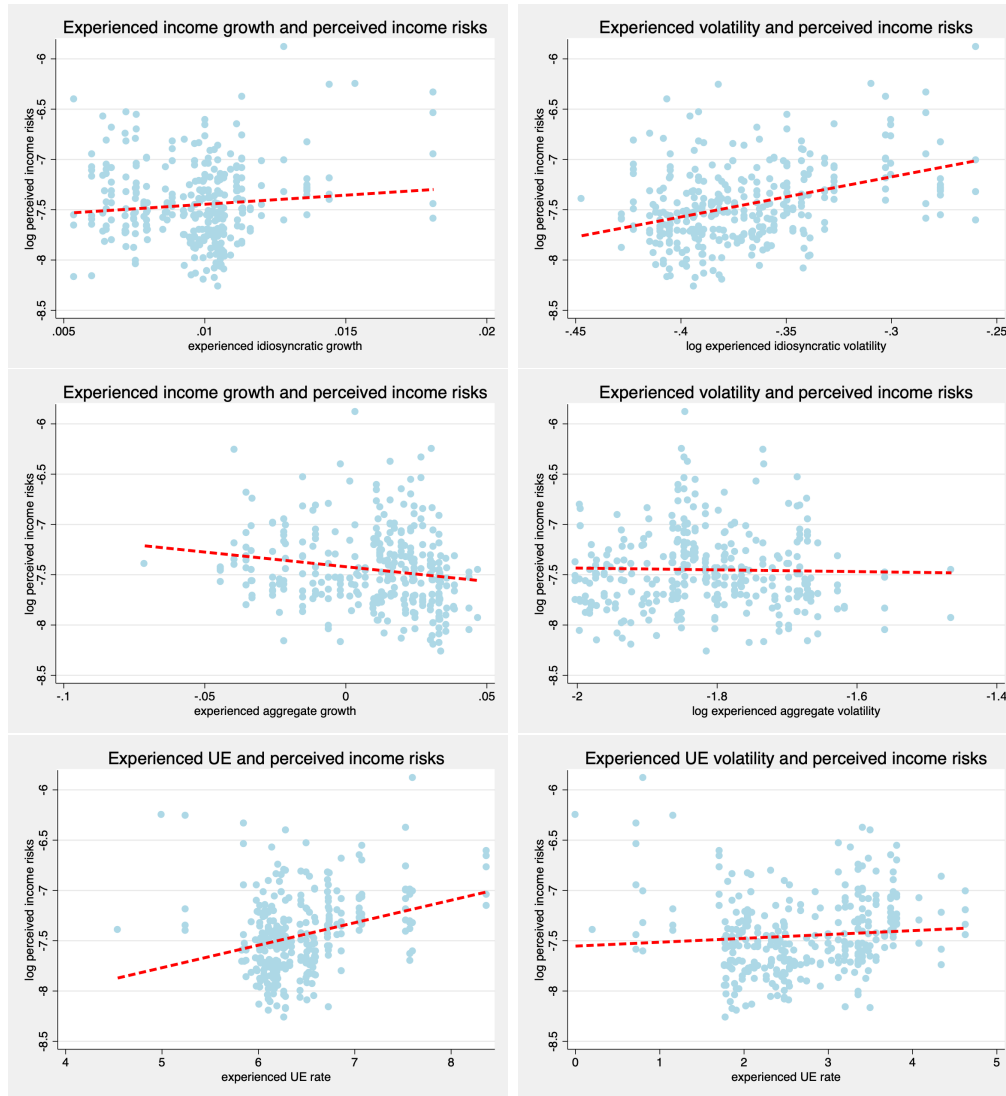 Experienced income growth and perceived income risks
log perceived income risks
-6
-6.5
-7
-7.5
-8
-8.5
.005 .01 .015 .02
experienced idiosyncratic growth
Experienced volatility and perceived income risks
log perceived income risks
-6
-6.5
-7
-7.5
-8
-8.5
-.45 -.4 -.35 -.3 -.25
log experienced idiosyncratic volatility
Experienced income growth and perceived income risks
log perceived income risks
-6
-6.5
-7
-7.5
-8
-8.5
-.1 -.05 0 .05
experienced aggregate growth
Experienced volatility and perceived income risks
log perceived income risks
-6
-6.5
-7
-7.5
-8
-8.5
-2 -1.8 -1.6 -1.4
log experienced aggregate volatility
Experienced UE and perceived income risks
log perceived income risks
-6
-6.5
-7
-7.5
-8
-8.5
4 5 6 7 8
experienced UE rate
Experienced UE volatility and perceived income risks
log perceived income risks
-6
-6.5
-7
-7.5
-8
-8.5
0 1 2 3 4 5
experienced UE rate